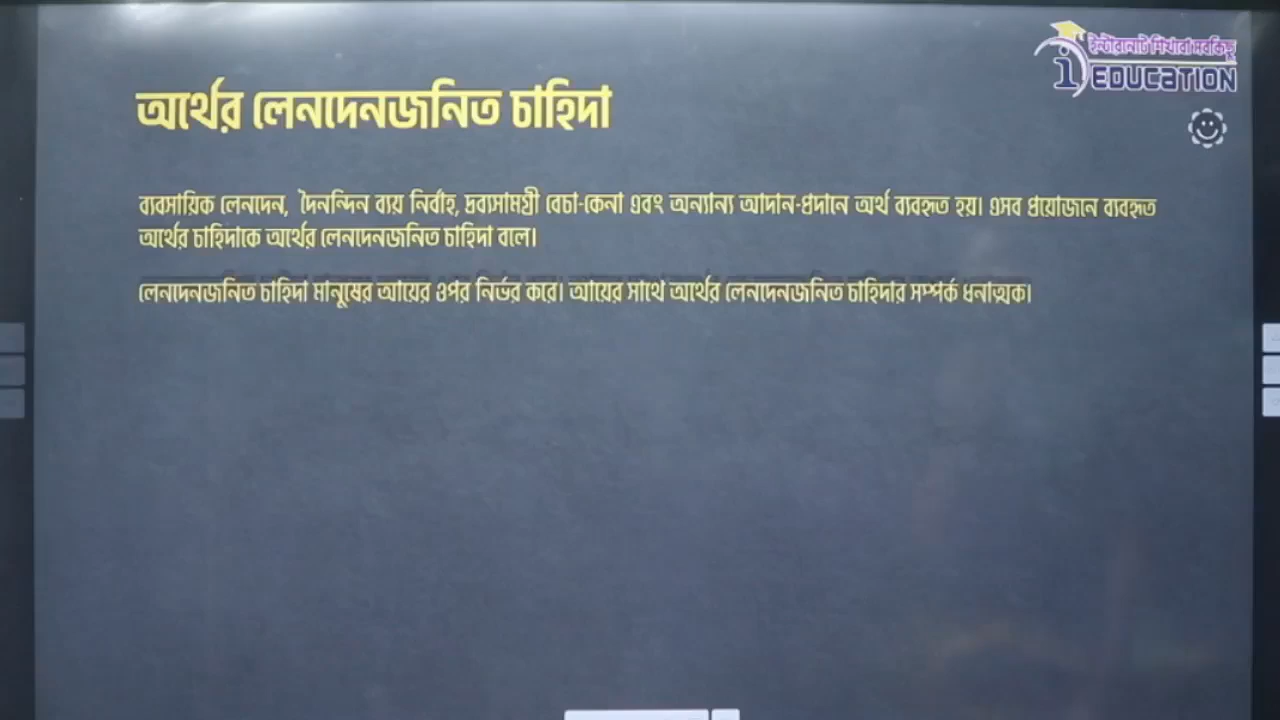 ইন্টারনেটে শিখবো সবকিছু
i EDUCATION
অর্থের লেনদেনজনিত চাহিদা
ব্যবসায়িক লেনদেন, দৈনন্দিন ব্যয় নির্বাহ, দ্রব্যসামগ্রী বেচা-কেনা এবং অন্যান্য আদান-প্রদানে অর্থ ব্যবহৃত হয়। এসব প্রয়োজনে ব্যবহৃত
অর্থের চাহিদাকে অর্থের লেনদেনজনিত চাহিদা বলে।
লেনদেনজনিত চাহিদা মানুষের আয়ের ওপর নির্ভর করে। আয়ের সাথে অর্থের লেনদেনজনিত চাহিদার সম্পর্ক ধনাত্মক।